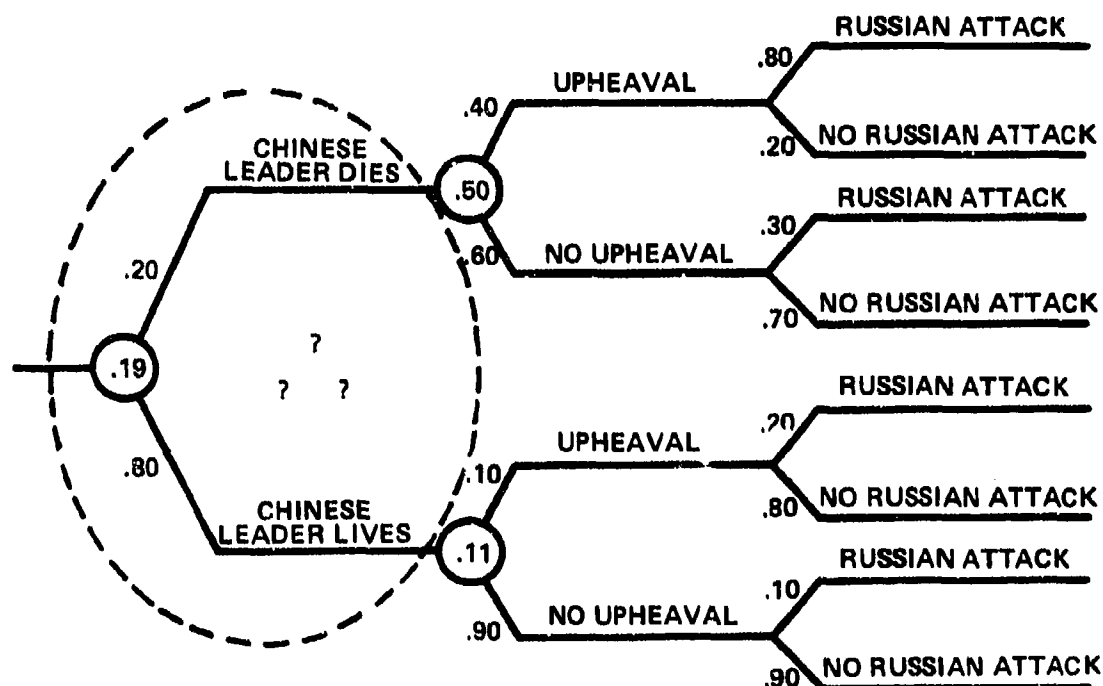 RUSSIAN ATTACK
.80
UPHEAVAL
.40
.20
NO RUSSIAN ATTACK
CHINESE
LEADER DIES
.50
RUSSIAN ATTACK
.30
.60
NO UPHEAVAL
.20
.70
NO RUSSIAN ATTACK
?
.19
? ?
RUSSIAN ATTACK
.20
UPHEAVAL
.10
.80
NO RUSSIAN ATTACK
.80
CHINESE
LEADER LIVES
.11
RUSSIAN ATTACK
.10
NO UPHEAVAL
.90
.90
NO RUSSIAN ATTACK